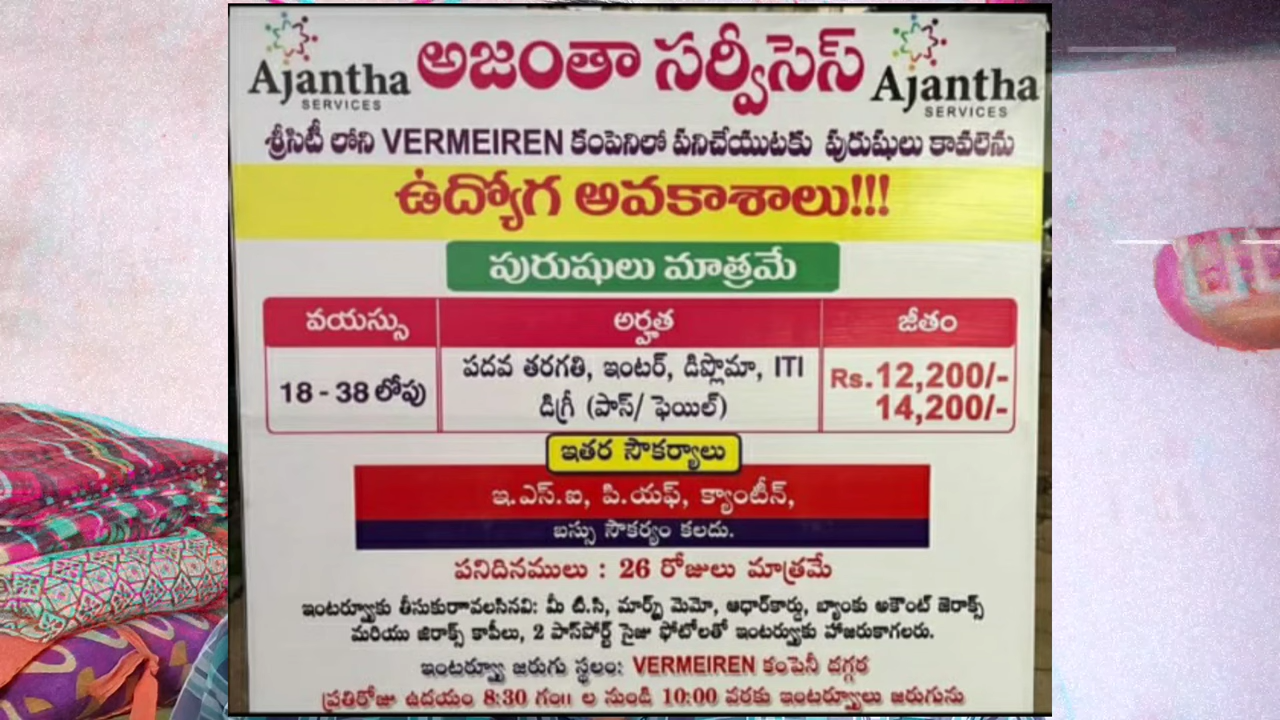 Ajantha SERVICES అజంతా సర్వీసెస్ Ajantha SERVICES
శ్రీసిటీ లోని VERMEIREN కంపెనిలో పనిచేయుటకు పురుషులు కావలెను
ఉద్యోగ అవకాశాలు!!!
పురుషులు మాత్రమే
వయస్సు అర్హత జీతం
18 - 38 లోపు పదవ తరగతి, ఇంటర్, డిప్లొమా, ITI Rs. 12,200/-
డిగ్రీ (పాస్/ ఫెయిల్) 14,200/-
ఇతర సౌకర్యాలు
ఇ.ఎస్.ఐ, పి.యఫ్, క్యాంటీన్,
బస్సు సౌకర్యం కలదు.
పనిదినములు : 26 రోజులు మాత్రమే
ఇంటర్వ్యూకు తీసుకురావలసినవి: మీ టి.సి, మార్క్స్ మెమో, ఆధార్‌కార్డు, బ్యాంకు అకౌంట్ జెరాక్స్
మరియు జిరాక్స్ కాపీలు, 2 పాస్‌పోర్ట్ సైజు ఫోటోలతో ఇంటర్వ్యుకు హాజరుకాగలరు.
ఇంటర్వ్యూ జరుగు స్థలం: VERMEIREN కంపెనీ దగ్గర
ప్రతిరోజు ఉదయం 8:30 గం॥ ల నుండి 10:00 వరకు ఇంటర్వ్యూలు జరుగును